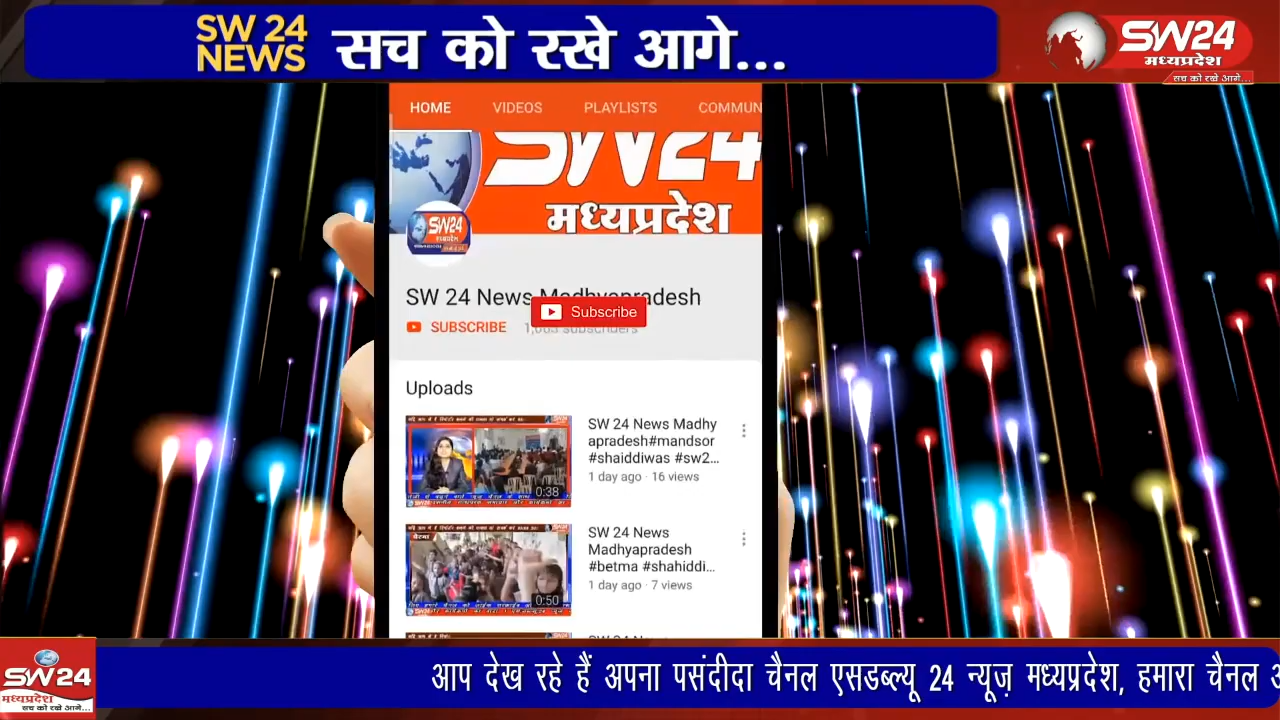 SW 24
NEWS
सच को रखे आगे...
SW24
मध्यप्रदेश
सच को रखे आगे...
HOME VIDEOS PLAYLISTS COMMUN
SW24
मध्यप्रदेश
SW24
SW 24 News Madhyapradesh
Subscribe
SUBSCRIBE subscribers
Uploads
SW 24 News Madhy
apradesh#mandsor
#shaiddiwas #sw2...
1 day ago · 16 views
0:38
SW 24 News
Madhyapradesh
#betma #shahiddi...
1 day ago · 7 views
0:50
SW24
मध्यप्रदेश
सच को रखे आगे...
आप देख रहे हैं अपना पसंदीदा चैनल एसडब्ल्यू 24 न्यूज़ मध्यप्रदेश, हमारा चैनल